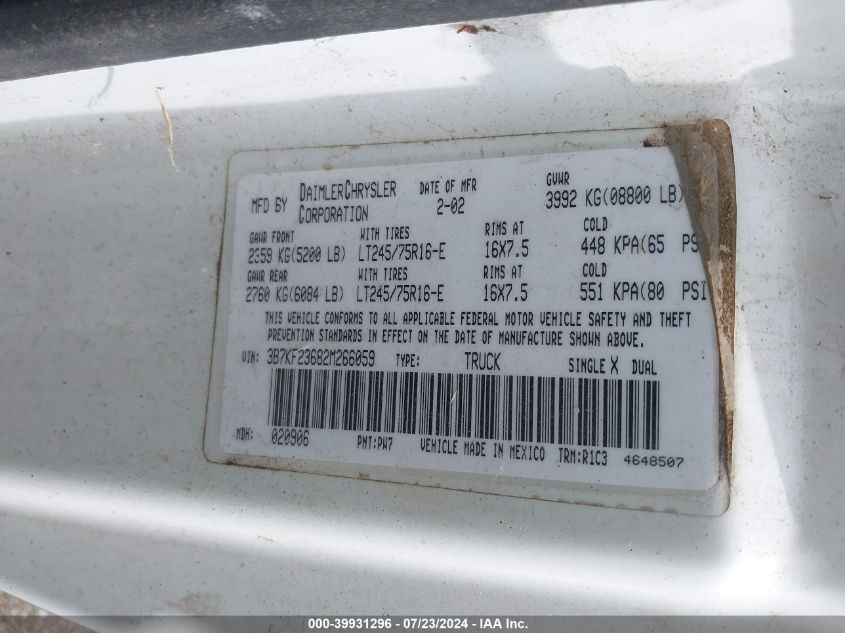 MFD BY DAIMLERCHRYSLER CORPORATION DATE OF MFR 2-02 GVWR 3992 KG(08800 LB)
GAWR FRONT WITH TIRES RIMS AT COLD
2359 KG(5200 LB) LT245/75R16-E 16X7.5 448 KPA(65 PS
GAWR REAR WITH TIRES RIMS AT COLD
2760 KG(6084 LB) LT245/75R16-E 16X7.5 551 KPA(80 PSI
THIS VEHICLE CONFORMS TO ALL APPLICABLE FEDERAL MOTOR VEHICLE SAFETY AND THEFT
PREVENTION STANDARDS IN EFFECT ON THE DATE OF MANUFACTURE SHOWN ABOVE.
VIN: 3B7KF23682M266059 TYPE: TRUCK SINGLE X DUAL
MDH: 020906 PNT:PW7 VEHICLE MADE IN MEXICO TRM:R1C3 4648507
000-39931296 - 07/23/2024 - IAA Inc.